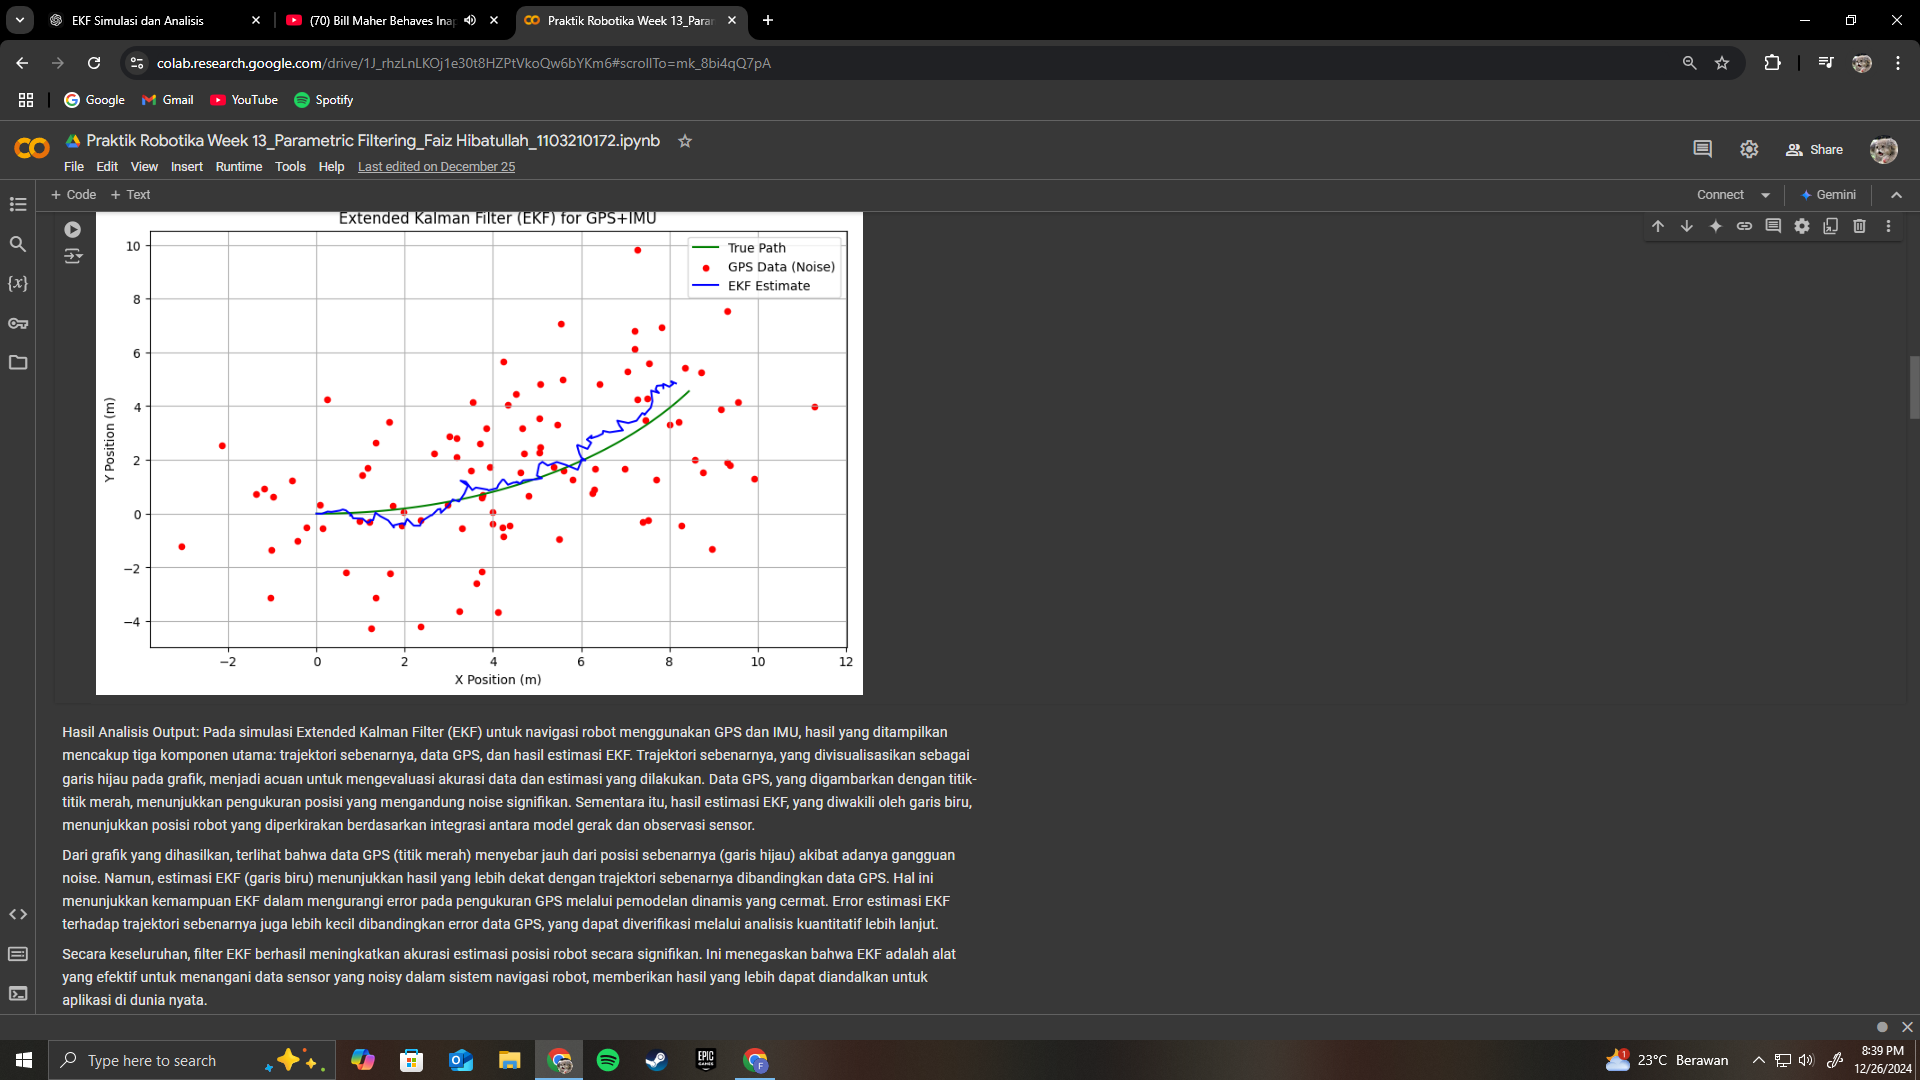 EKF Simulasi dan Analisis
(70) Bill Maher Behaves Inap
Praktik Robotika Week 13_Para
colab.research.google.com/drive/1J_rhzLnLKOj1e30t8HZPtVkoQw6bYKm6#scrollTo=mk_8bi4qQ7pA
Google
Gmail
YouTube
Spotify
Praktik Robotika Week 13_Parametric Filtering_Faiz Hibatullah_1103210172.ipynb
Share
File Edit View Insert Runtime Tools Help Last edited on December 25
+ Code + Text
Connect
Gemini
Extended Kalman Filter (EKF) for GPS+IMU
True Path
GPS Data (Noise)
EKF Estimate
10
8
6
4
2
0
−2
−4
Y Position (m)
−2 0 2 4 6 8 10 12
X Position (m)
Hasil Analisis Output: Pada simulasi Extended Kalman Filter (EKF) untuk navigasi robot menggunakan GPS dan IMU, hasil yang ditampilkan
mencakup tiga komponen utama: trajektori sebenarnya, data GPS, dan hasil estimasi EKF. Trajektori sebenarnya, yang divisualisasikan sebagai
garis hijau pada grafik, menjadi acuan untuk mengevaluasi akurasi data dan estimasi yang dilakukan. Data GPS, yang digambarkan dengan titik-
titik merah, menunjukkan pengukuran posisi yang mengandung noise signifikan. Sementara itu, hasil estimasi EKF, yang diwakili oleh garis biru,
menunjukkan posisi robot yang diperkirakan berdasarkan integrasi antara model gerak dan observasi sensor.
Dari grafik yang dihasilkan, terlihat bahwa data GPS (titik merah) menyebar jauh dari posisi sebenarnya (garis hijau) akibat adanya gangguan
noise. Namun, estimasi EKF (garis biru) menunjukkan hasil yang lebih dekat dengan trajektori sebenarnya dibandingkan data GPS. Hal ini
menunjukkan kemampuan EKF dalam mengurangi error pada pengukuran GPS melalui pemodelan dinamis yang cermat. Error estimasi EKF
terhadap trajektori sebenarnya juga lebih kecil dibandingkan error data GPS, yang dapat diverifikasi melalui analisis kuantitatif lebih lanjut.
Secara keseluruhan, filter EKF berhasil meningkatkan akurasi estimasi posisi robot secara signifikan. Ini menegaskan bahwa EKF adalah alat
yang efektif untuk menangani data sensor yang noisy dalam sistem navigasi robot, memberikan hasil yang lebih dapat diandalkan untuk
aplikasi di dunia nyata.
Type here to search
EPIC
GAMES
F
1
23°C Berawan
8:39 PM
12/26/2024